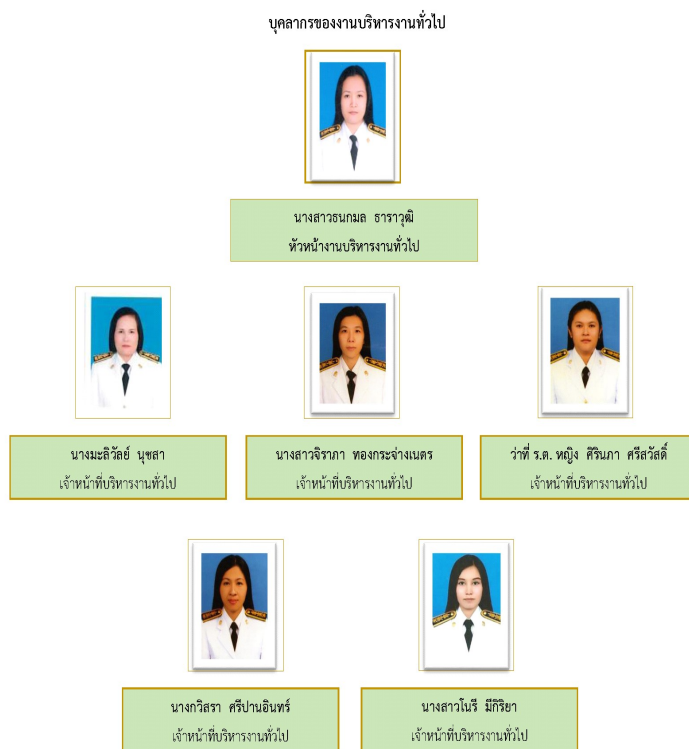 บุคลากรของงานบริหารงานทั่วไป
นางสาวธนกมล ธาราวุฒิ
หัวหน้างานบริหารงานทั่วไป
นางมะลิวัลย์ นุชสา
เจ้าหน้าที่บริหารงานทั่วไป
นางสาวจิราภา ทองกระจ่างเนตร
เจ้าหน้าที่บริหารงานทั่วไป
ว่าที่ ร.ต. หญิง ศิรินภา ศรีสวัสดิ์
เจ้าหน้าที่บริหารงานทั่วไป
นางกวิสรา ศรีปานอินทร์
เจ้าหน้าที่บริหารงานทั่วไป
นางสาวโนรี มีกิริยา
เจ้าหน้าที่บริหารงานทั่วไป